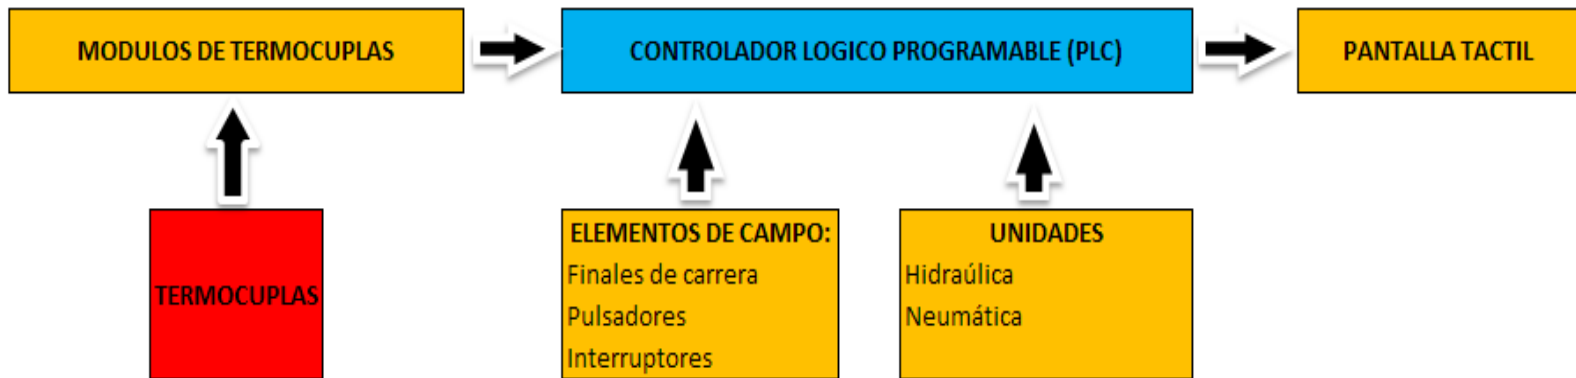 MODULOS DE TERMOCUPLAS
CONTROLADOR LOGICO PROGRAMABLE (PLC)
PANTALLA TACTIL
TERMOCUPLAS
ELEMENTOS DE CAMPO:
Finales de carrera
Pulsadores
Interruptores
UNIDADES
Hidraúlica
Neumática